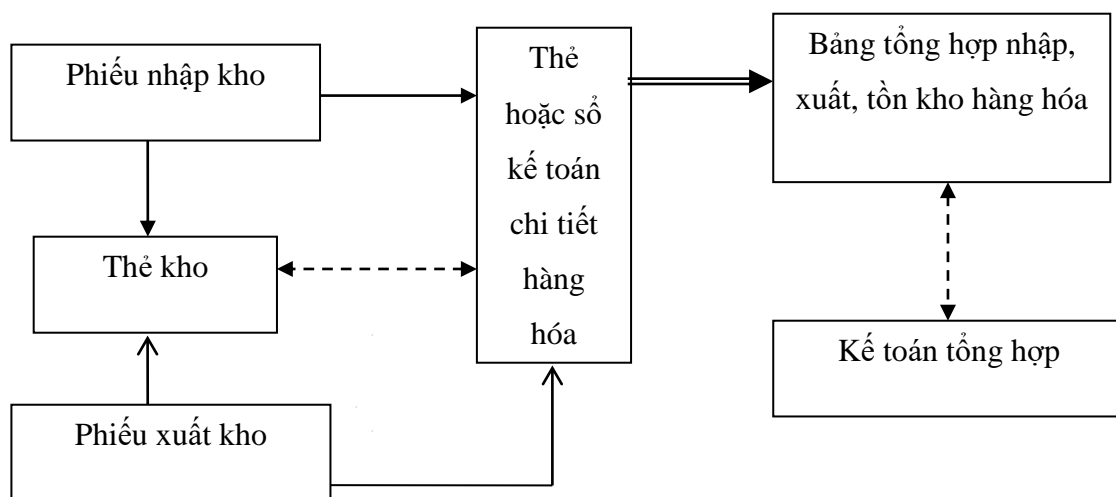 Phiếu nhập kho
Thẻ kho
Phiếu xuất kho
Thẻ
hoặc sổ
kế toán
chi tiết
hàng
hóa
Bảng tổng hợp nhập,
xuất, tồn kho hàng hóa
Kế toán tổng hợp